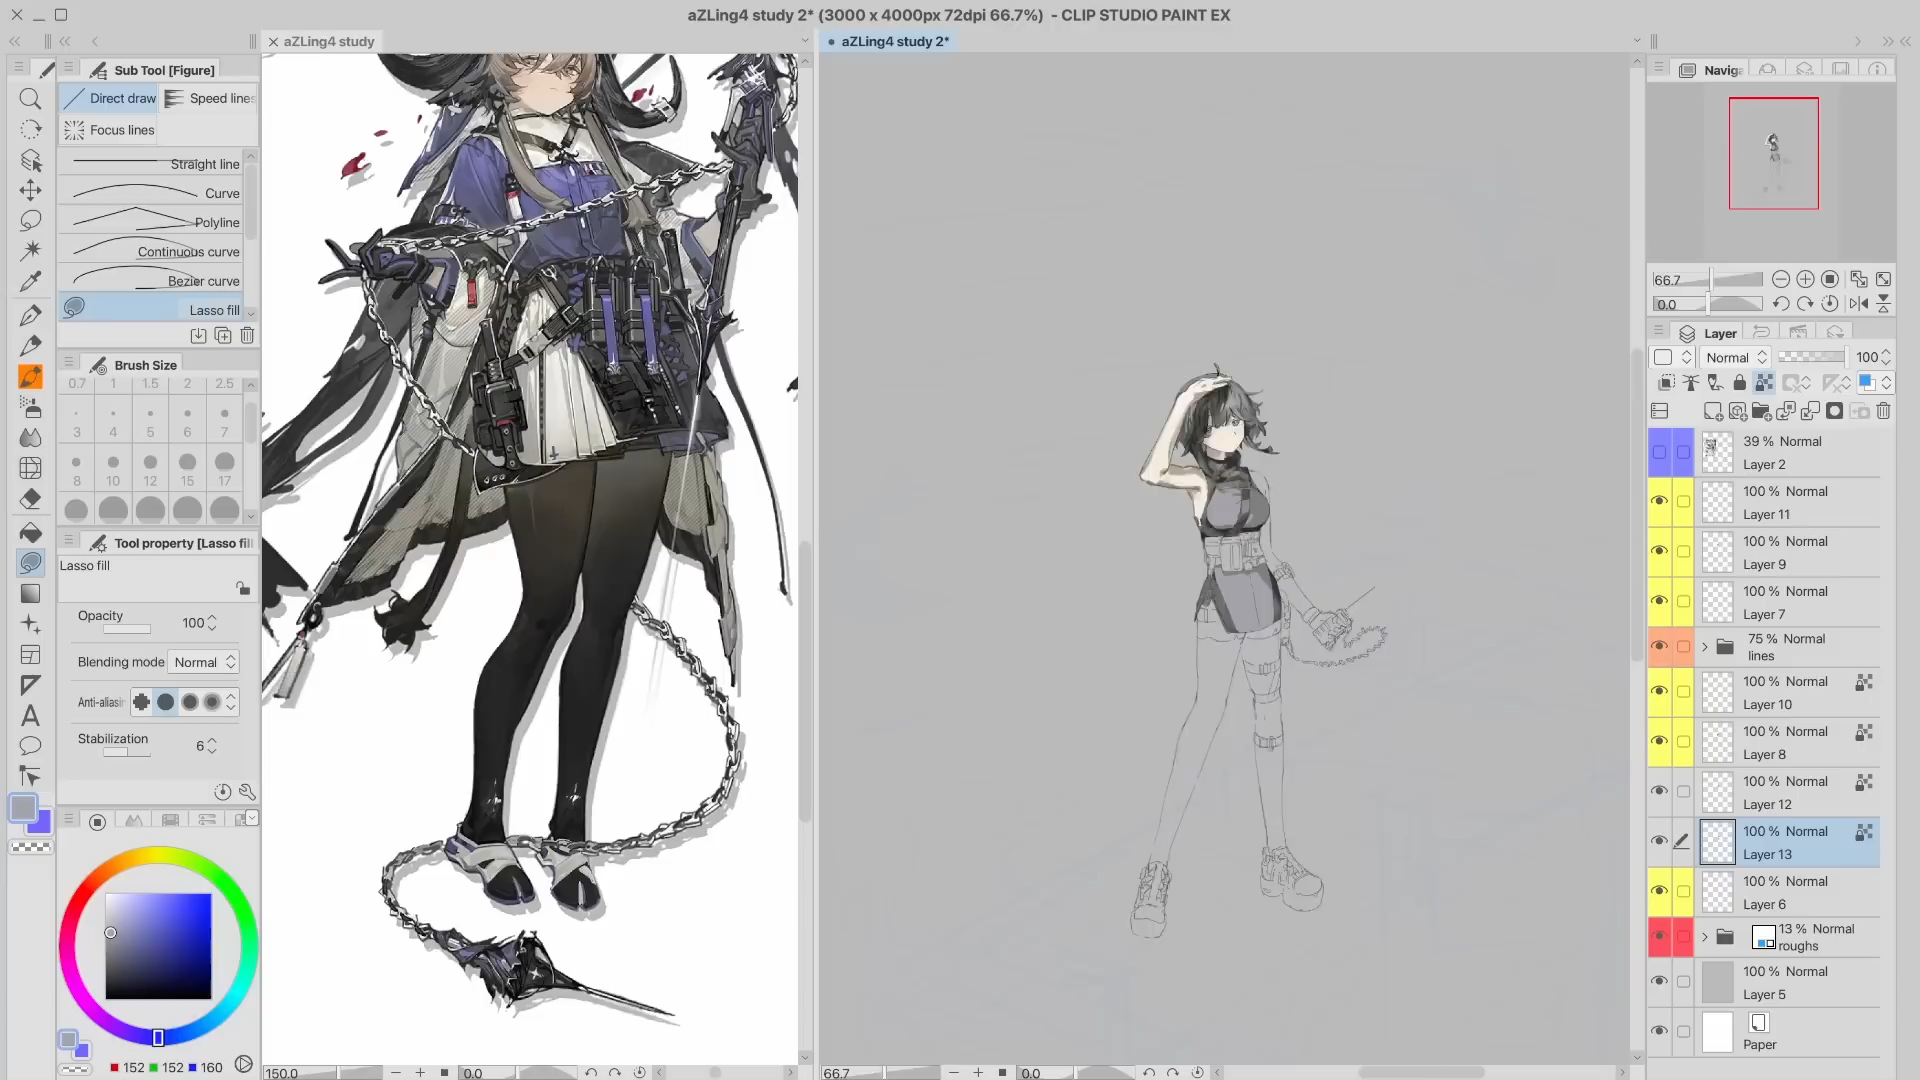 aZLing4 study 2* (3000 x 4000px 72dpi 66.7%) - CLIP STUDIO PAINT EX
aZLing4 study
aZLing4 study 2*
Sub Tool [Figure]
Direct draw
Speed lines
Focus lines
Straight line
Curve
Polyline
Continuous curve
Bezier curve
Lasso fill
Brush Size
0.7 1 1.5 2 2.5
3 4 5 6 7
8 10 12 15 17
Tool property [Lasso fil
Lasso fill
Opacity 100
Blending mode Normal
Anti-aliasin
Stabilization 6
152 152 160
150.0 0.0
66.7 0.0
Naviga
66.7
0.0
Layer
Normal 100
39 % Normal
Layer 2
100 % Normal
Layer 11
100 % Normal
Layer 9
100 % Normal
Layer 7
75 % Normal
lines
100 % Normal
Layer 10
100 % Normal
Layer 8
100 % Normal
Layer 12
100 % Normal
Layer 13
100 % Normal
Layer 6
13 % Normal
roughs
100 % Normal
Layer 5
Paper